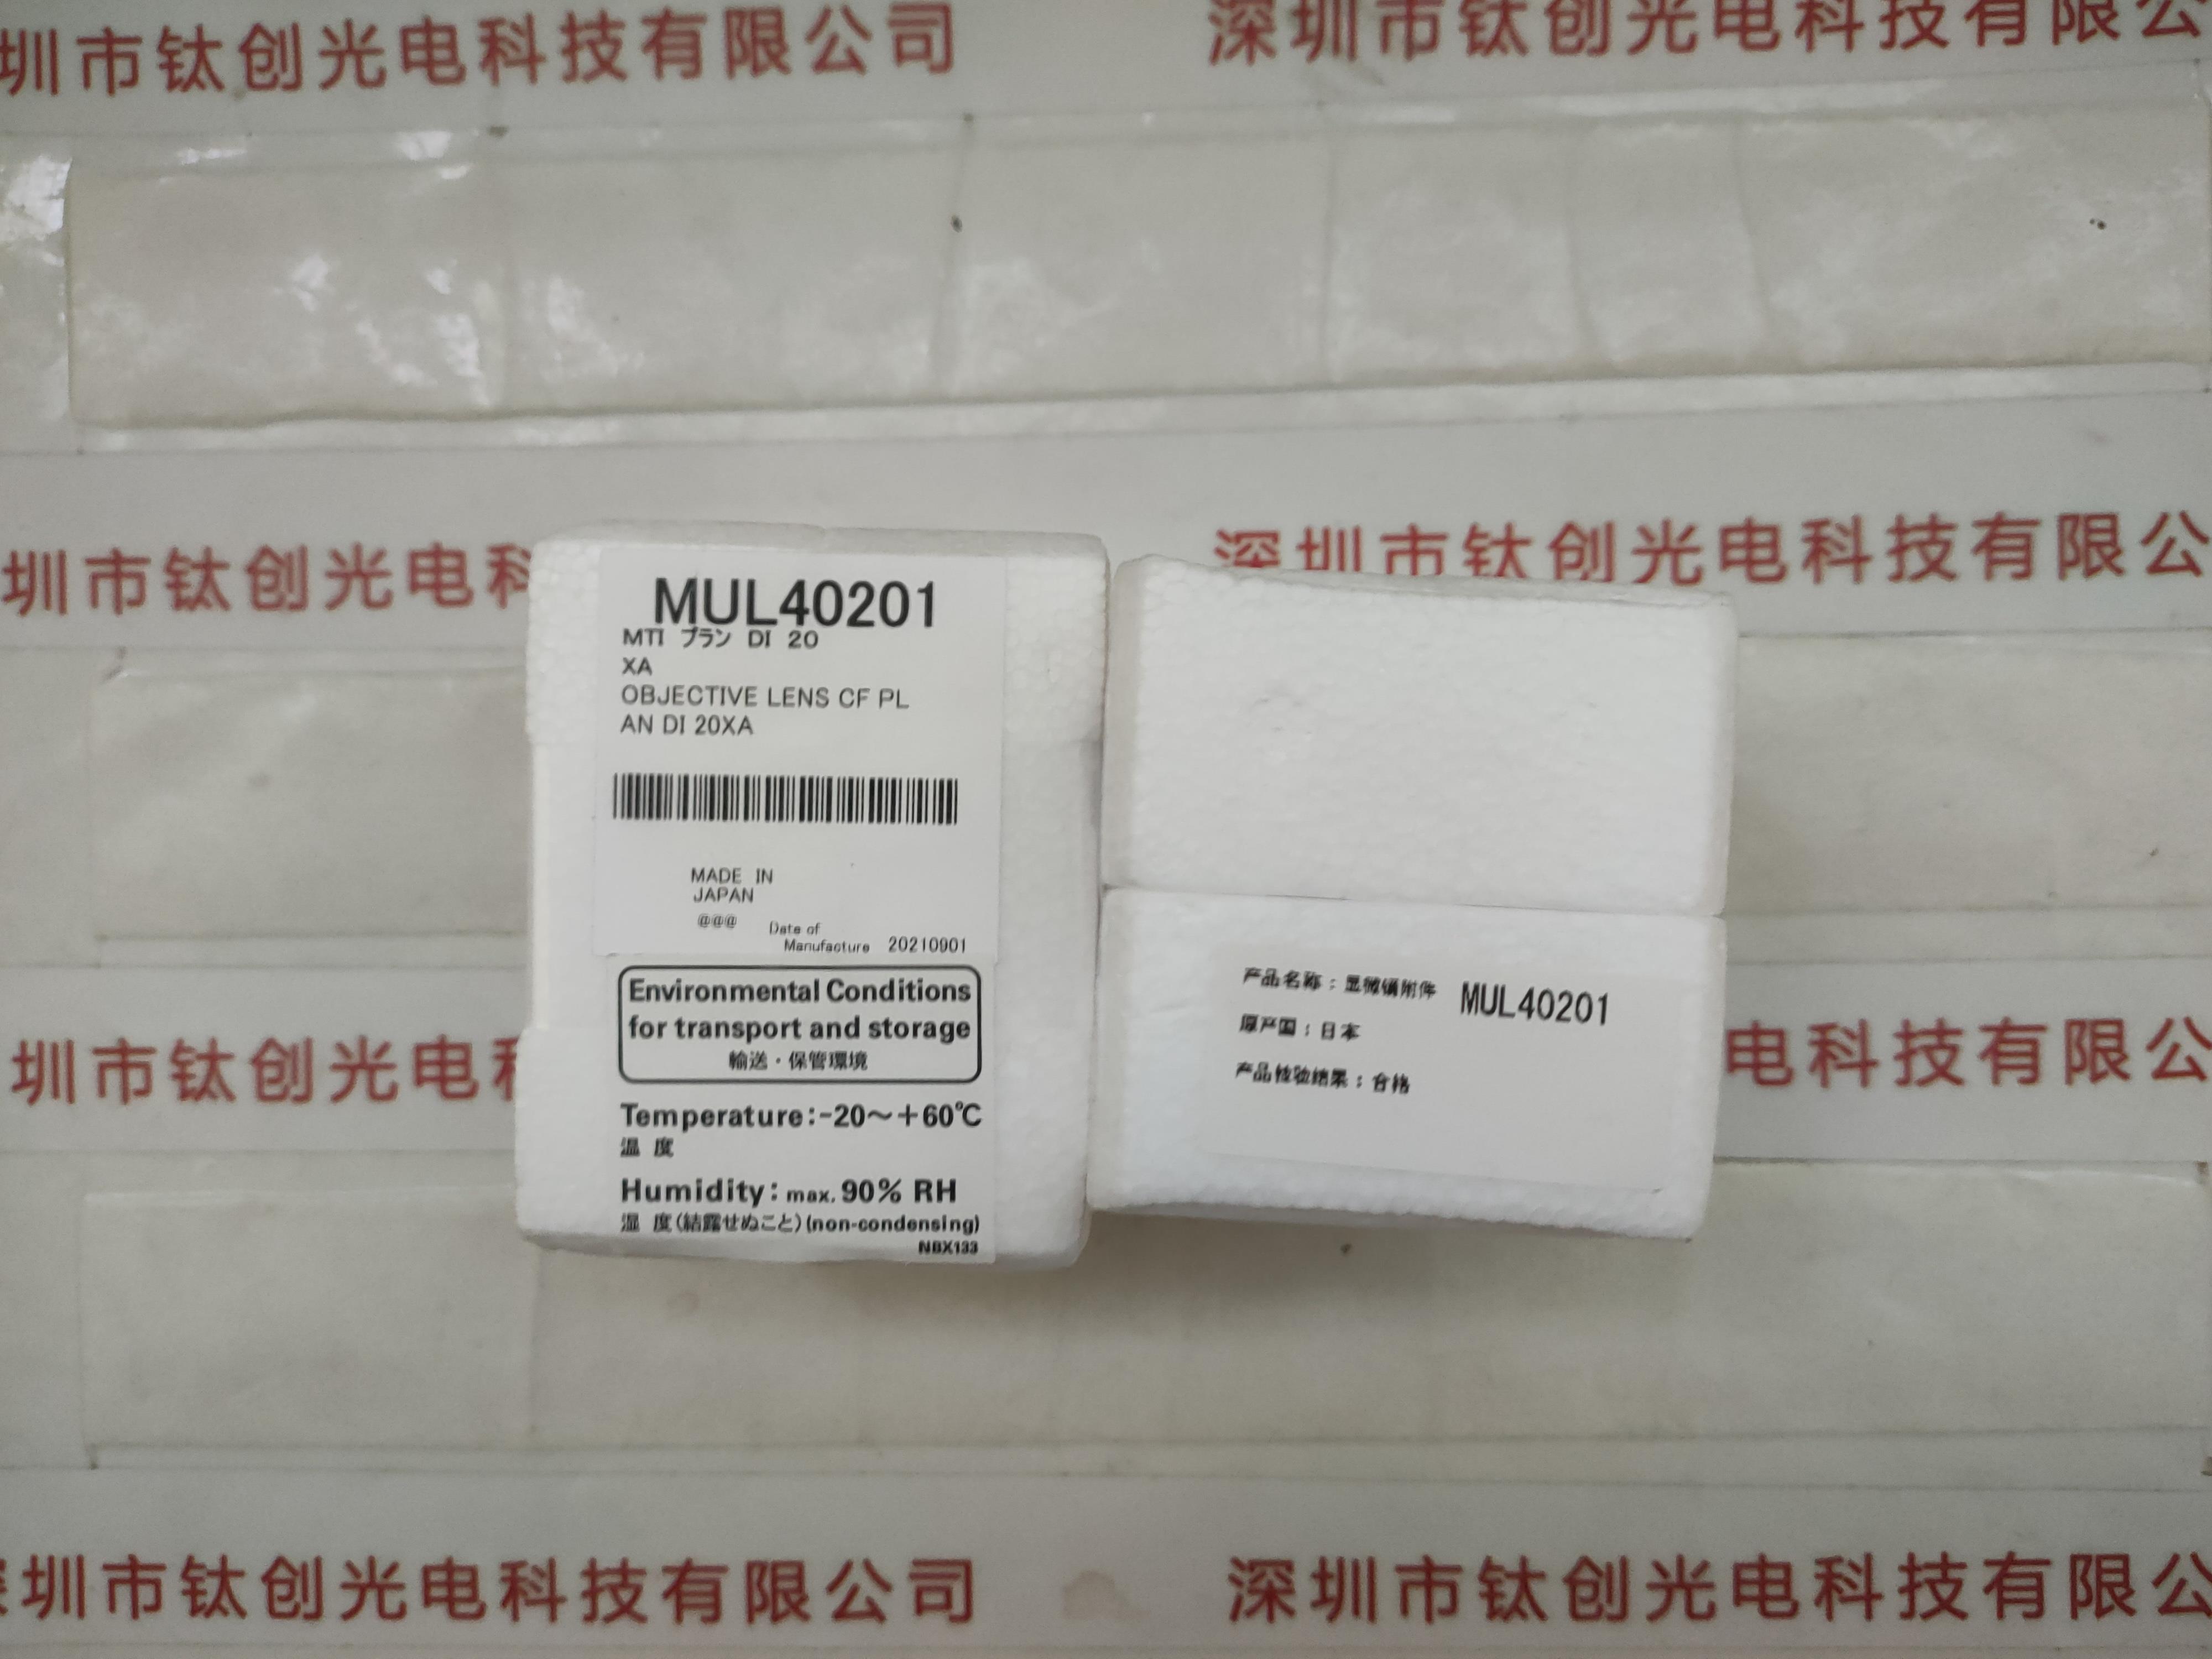 圳市钛创光电科技有限公司
深圳市钛创光电科技有限公
圳市钛创光电科
深圳市钛创光电科技有限公
MUL40201
MTI プラン DI 20
XA
OBJECTIVE LENS CF PL
AN DI 20XA
MADE IN
JAPAN
@@@
Date of
Manufacture 20210901
Environmental Conditions
for transport and storage
輸送・保管環境
Temperature:-20～+60℃
温 度
Humidity: max. 90% RH
湿 度(結露せぬこと)(non-condensing)
NBX133
产品名称：显微镜附件 MUL40201
原产国：日本
产品检验结果：合格
圳市钛创光电科
电科技有限公
深圳市钛创光电科技有限公司
深圳市钛创光电科技有限公